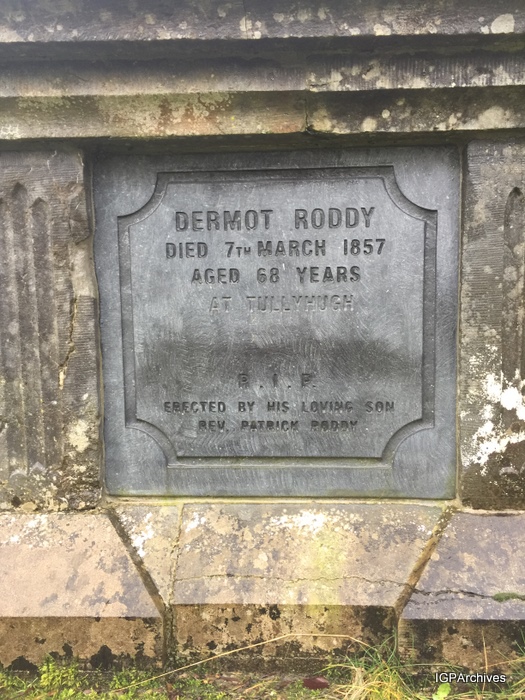 DERMOT RODDY
DIED 7TH MARCH 1857
AGED 68 YEARS
AT TULLYHUGH
R.I.P.
ERECTED BY HIS LOVING SON
REV. PATRICK RODDY
IGPArchives